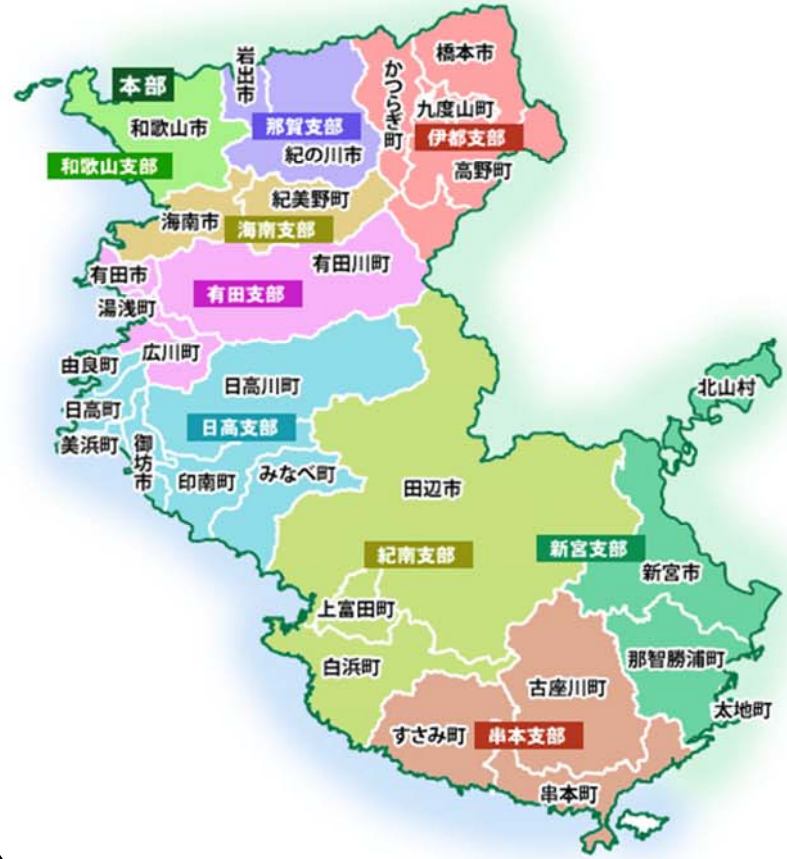 橋本市
岩出市
かつらぎ町
本部
九度山町
和歌山市
那賀支部
伊都支部
紀の川市
和歌山支部
高野町
紀美野町
海南市
海南支部
有田川町
有田市
有田支部
湯浅町
広川町
由良町
日高川町
北山村
日高町
日高支部
美浜町
御坊市
みなべ町
印南町
田辺市
紀南支部
新宮支部
新宮市
上富田町
白浜町
那智勝浦町
古座川町
太地町
すさみ町
串本支部
串本町